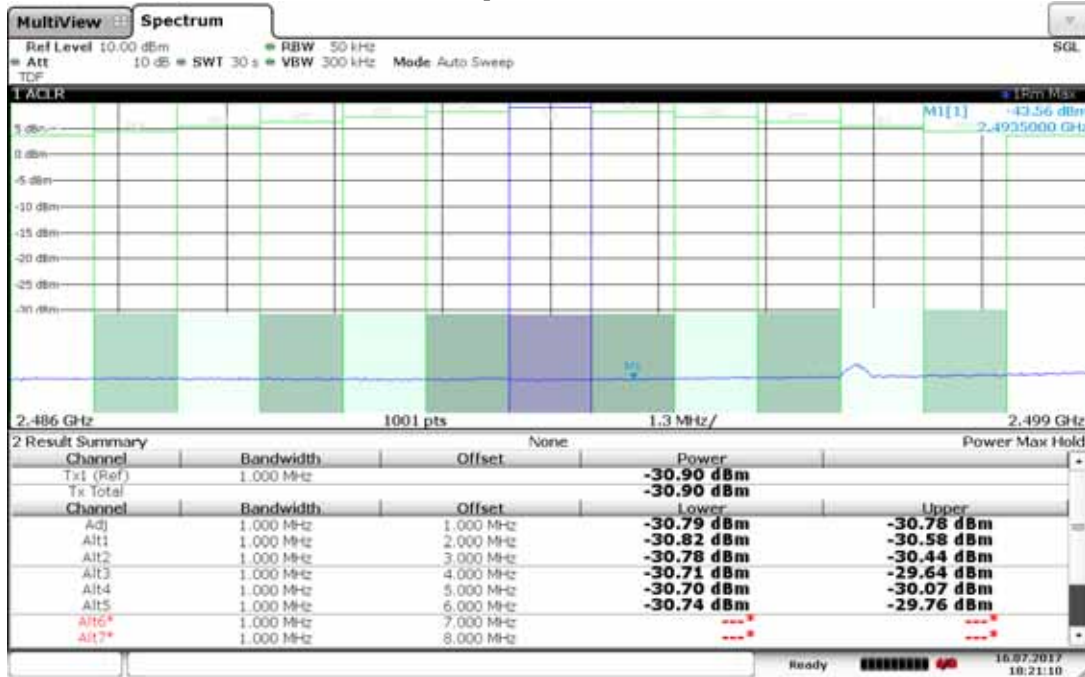 MultiView Spectrum
Ref Level 10.00 dBm RBW 50 kHz SGL
Att 10 dB SWT 30 s VBW 300 kHz Mode Auto Sweep
TDF
1 ACLR 1Rm Max
M1[1] -43.56 dBm
2.4935000 GHz
5 dBm
0 dBm
-5 dBm
-10 dBm
-15 dBm
-20 dBm
-25 dBm
-30 dBm
M1
2.486 GHz 1001 pts 1.3 MHz/ 2.499 GHz
2 Result Summary None Power Max Hold
Channel Bandwidth Offset Power
Tx1 (Ref) 1.000 MHz -30.90 dBm
Tx Total -30.90 dBm
Channel Bandwidth Offset Lower Upper
Adj 1.000 MHz 1.000 MHz -30.79 dBm -30.78 dBm
Alt1 1.000 MHz 2.000 MHz -30.82 dBm -30.58 dBm
Alt2 1.000 MHz 3.000 MHz -30.78 dBm -30.44 dBm
Alt3 1.000 MHz 4.000 MHz -30.71 dBm -29.64 dBm
Alt4 1.000 MHz 5.000 MHz -30.70 dBm -30.07 dBm
Alt5 1.000 MHz 6.000 MHz -30.74 dBm -29.76 dBm
Alt6* 1.000 MHz 7.000 MHz ---* ---*
Alt7* 1.000 MHz 8.000 MHz ---* ---*
Ready 16.07.2017
18:21:10